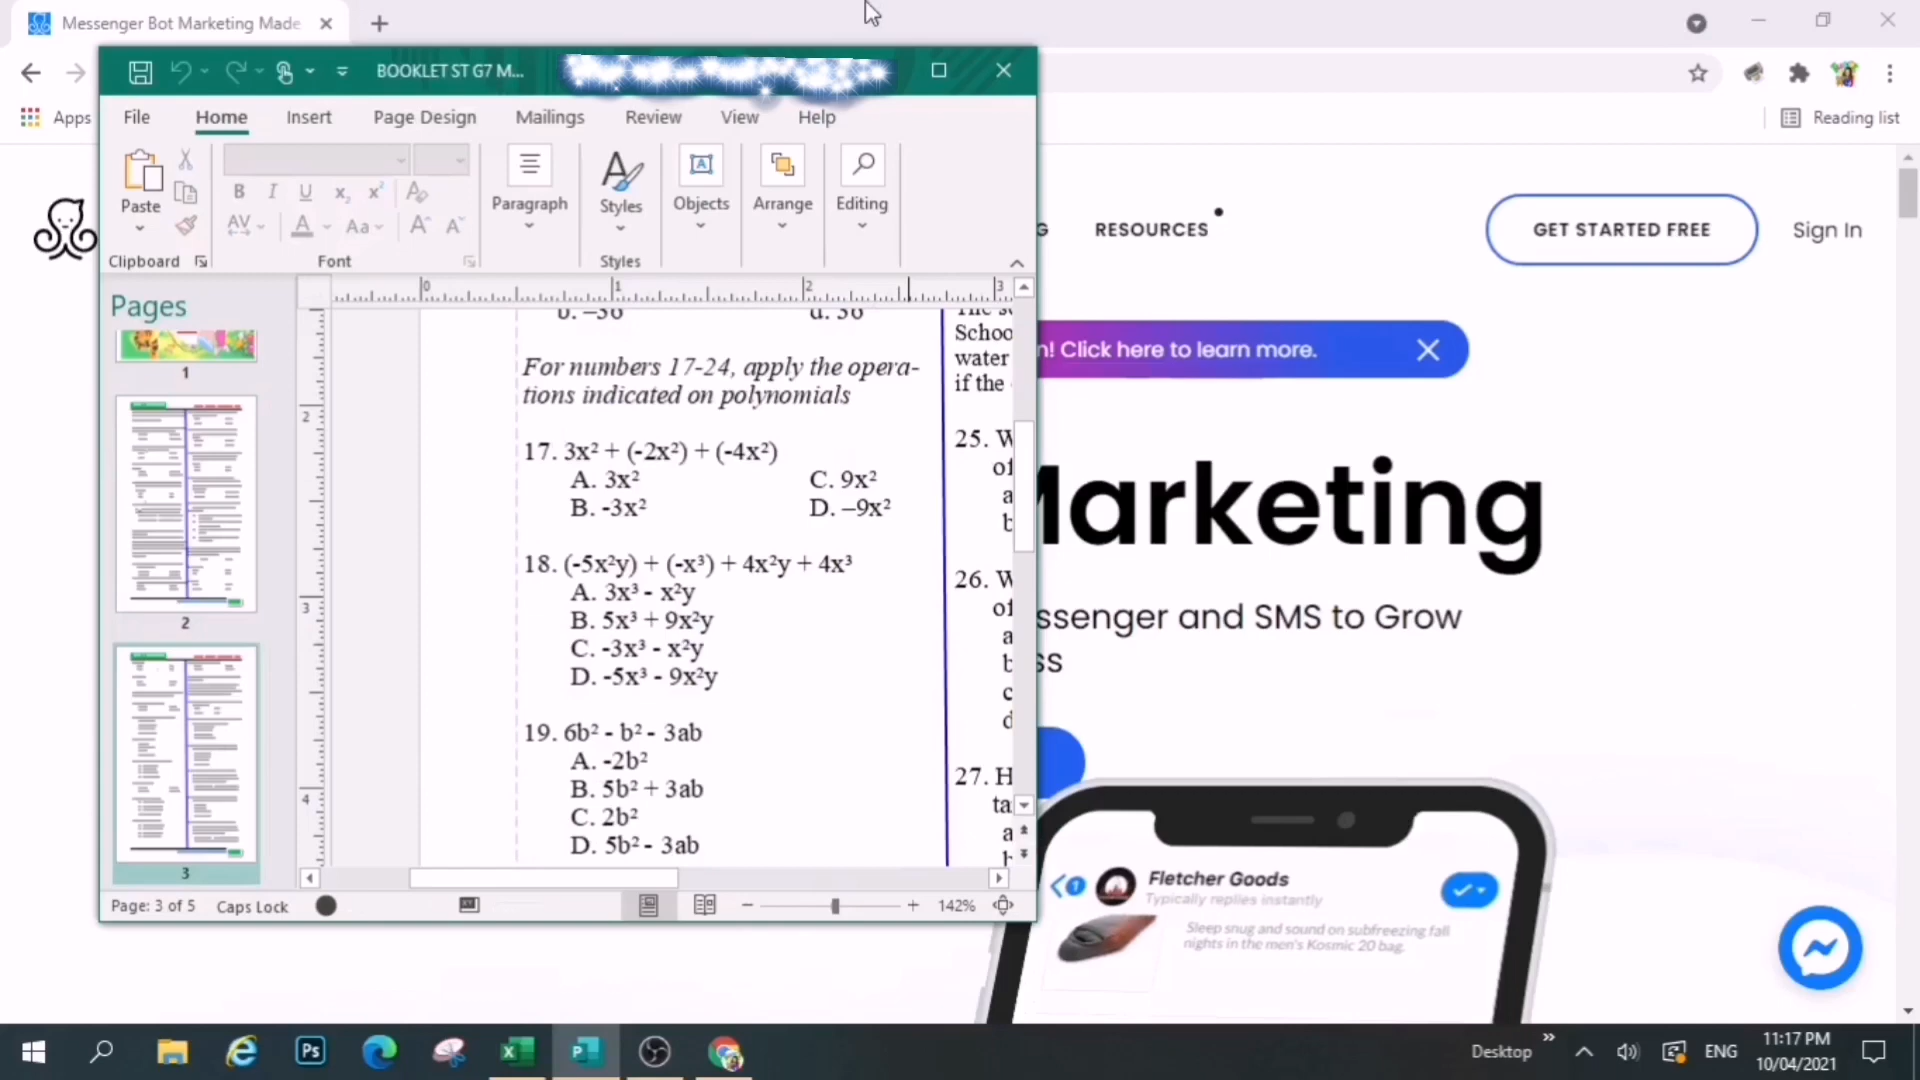 Messenger Bot Marketing Made
BOOKLET ST G7 M...
Apps
Reading list
File
Home
Insert
Page Design
Mailings
Review
View
Help
Paste
Clipboard
Font
Paragraph
Styles
Styles
Objects
Arrange
Editing
RESOURCES
GET STARTED FREE
Sign In
Pages
1
2
3
b. –36
d. 36
For numbers 17-24, apply the opera-
tions indicated on polynomials
17. 3x² + (-2x²) + (-4x²)
A. 3x²
C. 9x²
B. -3x²
D. –9x²
18. (-5x²y) + (-x³) + 4x²y + 4x³
A. 3x³ - x²y
B. 5x³ + 9x²y
C. -3x³ - x²y
D. -5x³ - 9x²y
19. 6b² - b² - 3ab
A. -2b²
B. 5b² + 3ab
C. 2b²
D. 5b² - 3ab
Schoo
water
if the
25. W
of
a
b
26. W
of
a
b
c
d
27. H
ta
a
b
n! Click here to learn more.
Marketing
ssenger and SMS to Grow
ss
Fletcher Goods
Typically replies instantly
Sleep snug and sound on subfreezing fall
nights in the men's Kosmic 20 bag.
Page: 3 of 5
Caps Lock
142%
Desktop
ENG
11:17 PM
10/04/2021